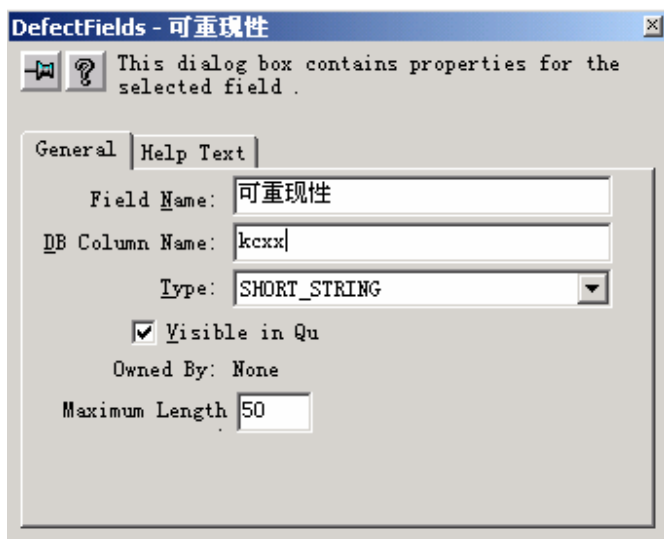 DefectFields - 可重现性
This dialog box contains properties for the
selected field .
General Help Text
Field Name: 可重现性
DB Column Name: kcxx
Type: SHORT_STRING
Visible in Qu
Owned By: None
Maximum Length 50